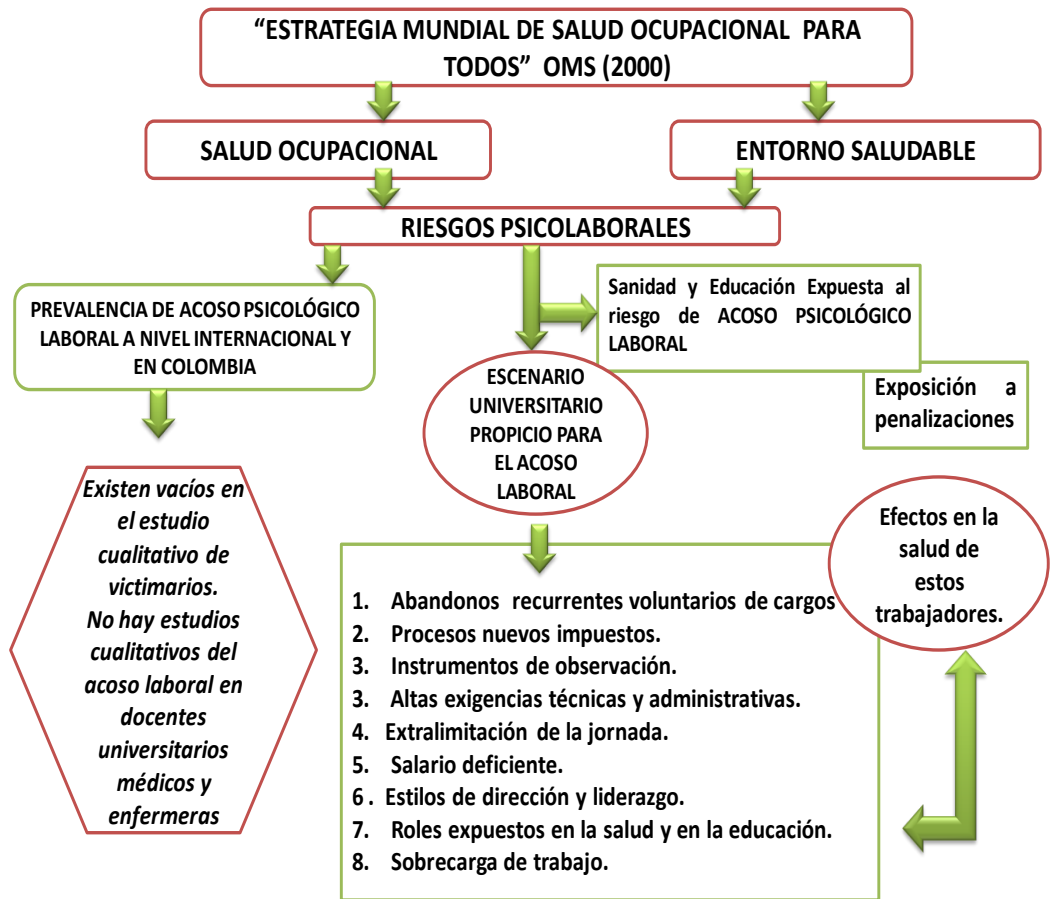 “ESTRATEGIA MUNDIAL DE SALUD OCUPACIONAL PARA
TODOS” OMS (2000)
SALUD OCUPACIONAL
ENTORNO SALUDABLE
RIESGOS PSICOLABORALES
PREVALENCIA DE ACOSO PSICOLÓGICO
LABORAL A NIVEL INTERNACIONAL Y
EN COLOMBIA
Sanidad y Educación Expuesta al
riesgo de ACOSO PSICOLÓGICO
LABORAL
Exposición a
penalizaciones
ESCENARIO
UNIVERSITARIO
PROPICIO PARA
EL ACOSO
LABORAL
Existen vacíos en
el estudio
cualitativo de
victimarios.
No hay estudios
cualitativos del
acoso laboral en
docentes
universitarios
médicos y
enfermeras
Efectos en la
salud de
estos
trabajadores.
1. Abandonos recurrentes voluntarios de cargos
2. Procesos nuevos impuestos.
3. Instrumentos de observación.
3. Altas exigencias técnicas y administrativas.
4. Extralimitación de la jornada.
5. Salario deficiente.
6 . Estilos de dirección y liderazgo.
7. Roles expuestos en la salud y en la educación.
8. Sobrecarga de trabajo.